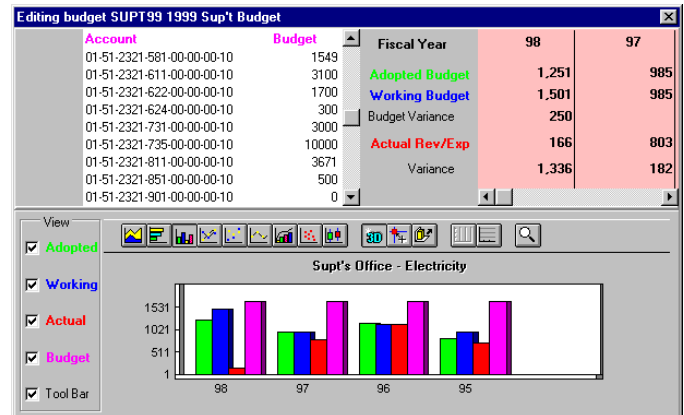 Editing budget SUPT99 1999 Sup't Budget
Account Budget
01-51-2321-581-00-00-00-10 1549
01-51-2321-611-00-00-00-10 3100
01-51-2321-622-00-00-00-10 1700
01-51-2321-624-00-00-00-10 300
01-51-2321-731-00-00-00-10 3000
01-51-2321-735-00-00-00-10 10000
01-51-2321-811-00-00-00-10 3671
01-51-2321-851-00-00-00-10 500
01-51-2321-901-00-00-00-10 0
Fiscal Year 98 97
Adopted Budget 1,251 985
Working Budget 1,501 985
Budget Variance 250
Actual Rev/Exp 166 803
Variance 1,336 182
View
Adopted
Working
Actual
Budget
Tool Bar
3D
Supt's Office - Electricity
1531
1021
511
1
98 97 96 95